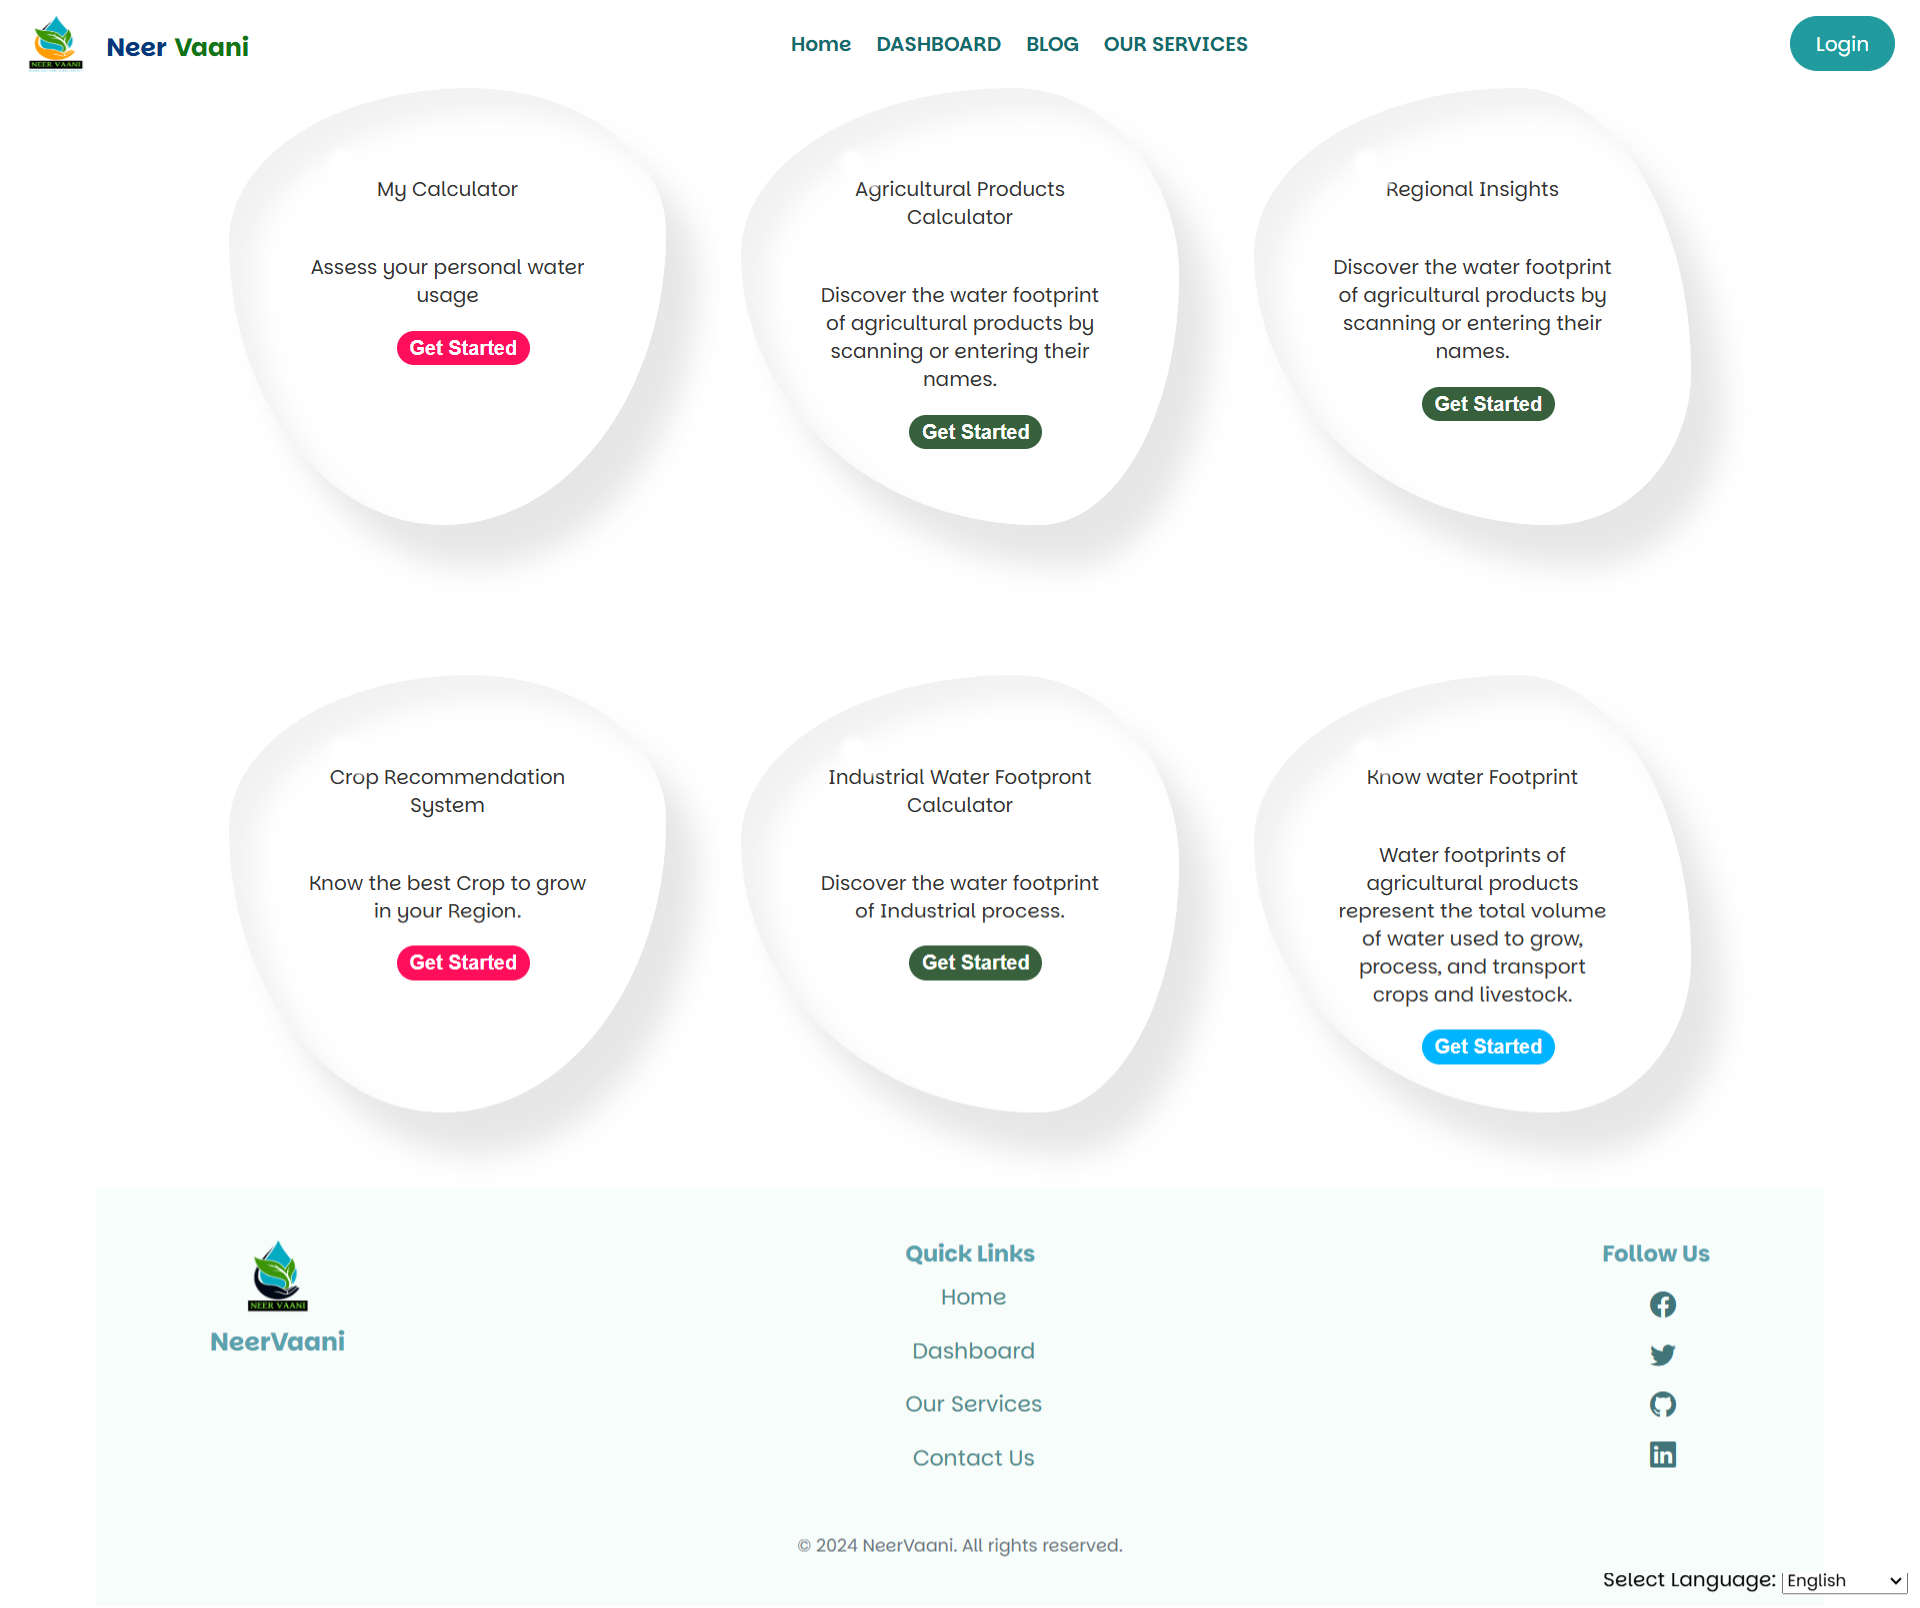 NEER VAANI
Neer Vaani
Home DASHBOARD BLOG OUR SERVICES
Login
My Calculator
Assess your personal water
usage
Get Started
Agricultural Products
Calculator
Discover the water footprint
of agricultural products by
scanning or entering their
names.
Get Started
Regional Insights
Discover the water footprint
of agricultural products by
scanning or entering their
names.
Get Started
Crop Recommendation
System
Know the best Crop to grow
in your Region.
Get Started
Industrial Water Footpront
Calculator
Discover the water footprint
of Industrial process.
Get Started
Know water Footprint
Water footprints of
agricultural products
represent the total volume
of water used to grow,
process, and transport
crops and livestock.
Get Started
NEER VAANI
NeerVaani
Quick Links
Home
Dashboard
Our Services
Contact Us
Follow Us
© 2024 NeerVaani. All rights reserved.
Select Language: English